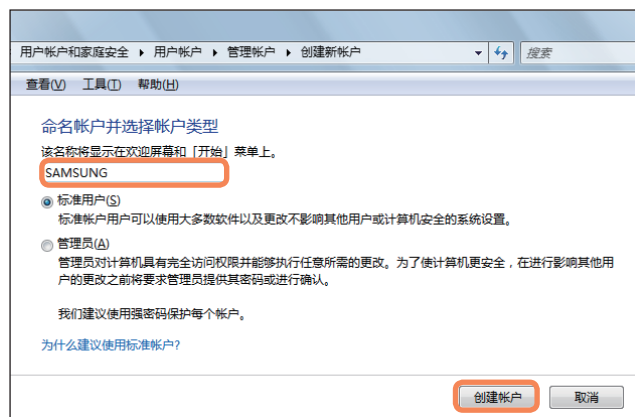 用户帐户和家庭安全 ▸ 用户帐户 ▸ 管理帐户 ▸ 创建新帐户 搜索
查看(V) 工具(T) 帮助(H)
命名帐户并选择帐户类型
该名称将显示在欢迎屏幕和「开始」菜单上。
SAMSUNG
标准用户(S)
标准帐户用户可以使用大多数软件以及更改不影响其他用户或计算机安全的系统设置。
管理员(A)
管理员对计算机具有完全访问权限并能够执行任意所需的更改。为了使计算机更安全，在进行影响其他用
户的更改之前将要求管理员提供其密码或进行确认。
我们建议使用强密码保护每个帐户。
为什么建议使用标准帐户?
创建帐户 取消